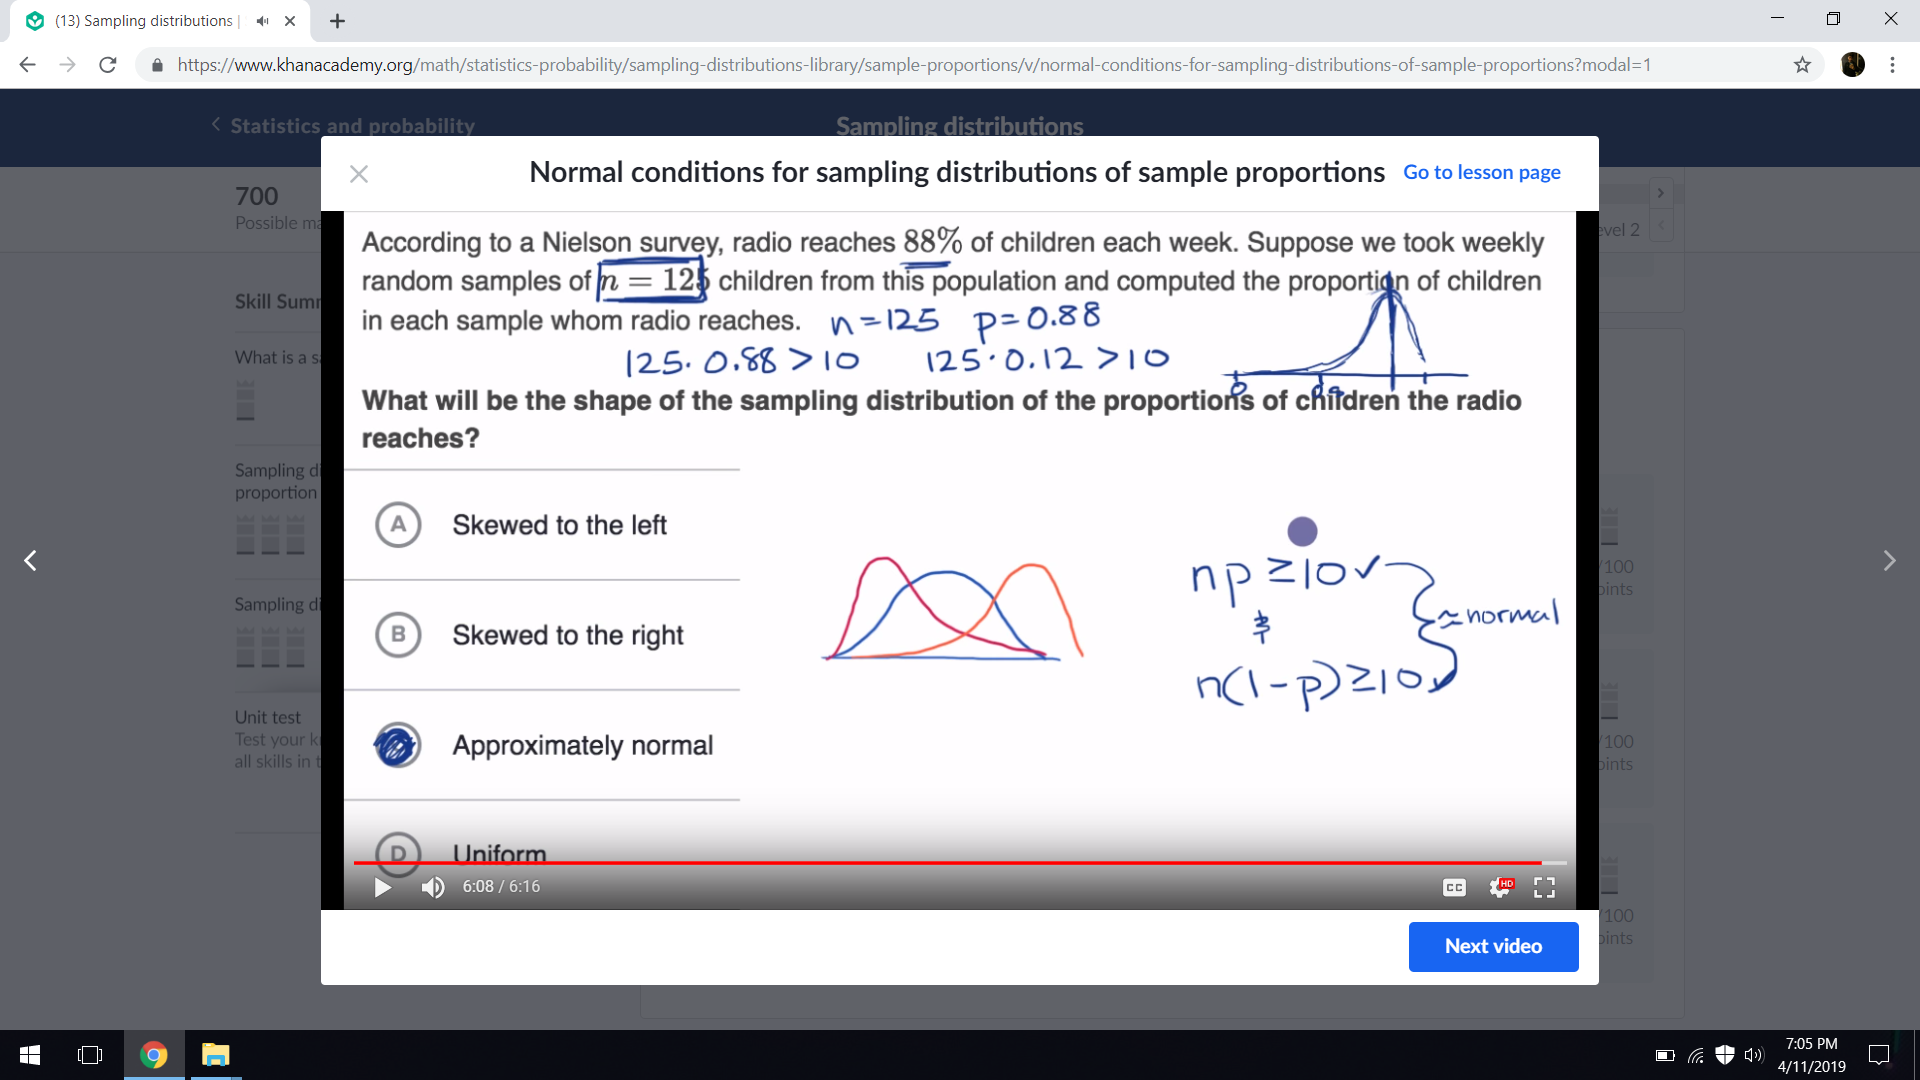 (13) Sampling distributions |
https://www.khanacademy.org/math/statistics-probability/sampling-distributions-library/sample-proportions/v/normal-conditions-for-sampling-distributions-of-sample-proportions?modal=1
Statistics and probability
Sampling distributions
Normal conditions for sampling distributions of sample proportions
Go to lesson page
700
Possible
evel 2
Skill Sum
What is a
Sampling
proportion
Sampling
Unit test
Test your
all skills in
According to a Nielson survey, radio reaches 88% of children each week. Suppose we took weekly
random samples of n = 125 children from this population and computed the proportion of children
in each sample whom radio reaches. n=125 p=0.88
125·0.88>10 125·0.12>10
0
What will be the shape of the sampling distribution of the proportions of children the radio
reaches?
A Skewed to the left
B Skewed to the right
Approximately normal
D Uniform
np ≥10 ✓
&
n(1-p)≥10 ✓
≈normal
/100
oints
/100
oints
/100
oints
6:08 / 6:16
CC
HD
Next video
7:05 PM
4/11/2019